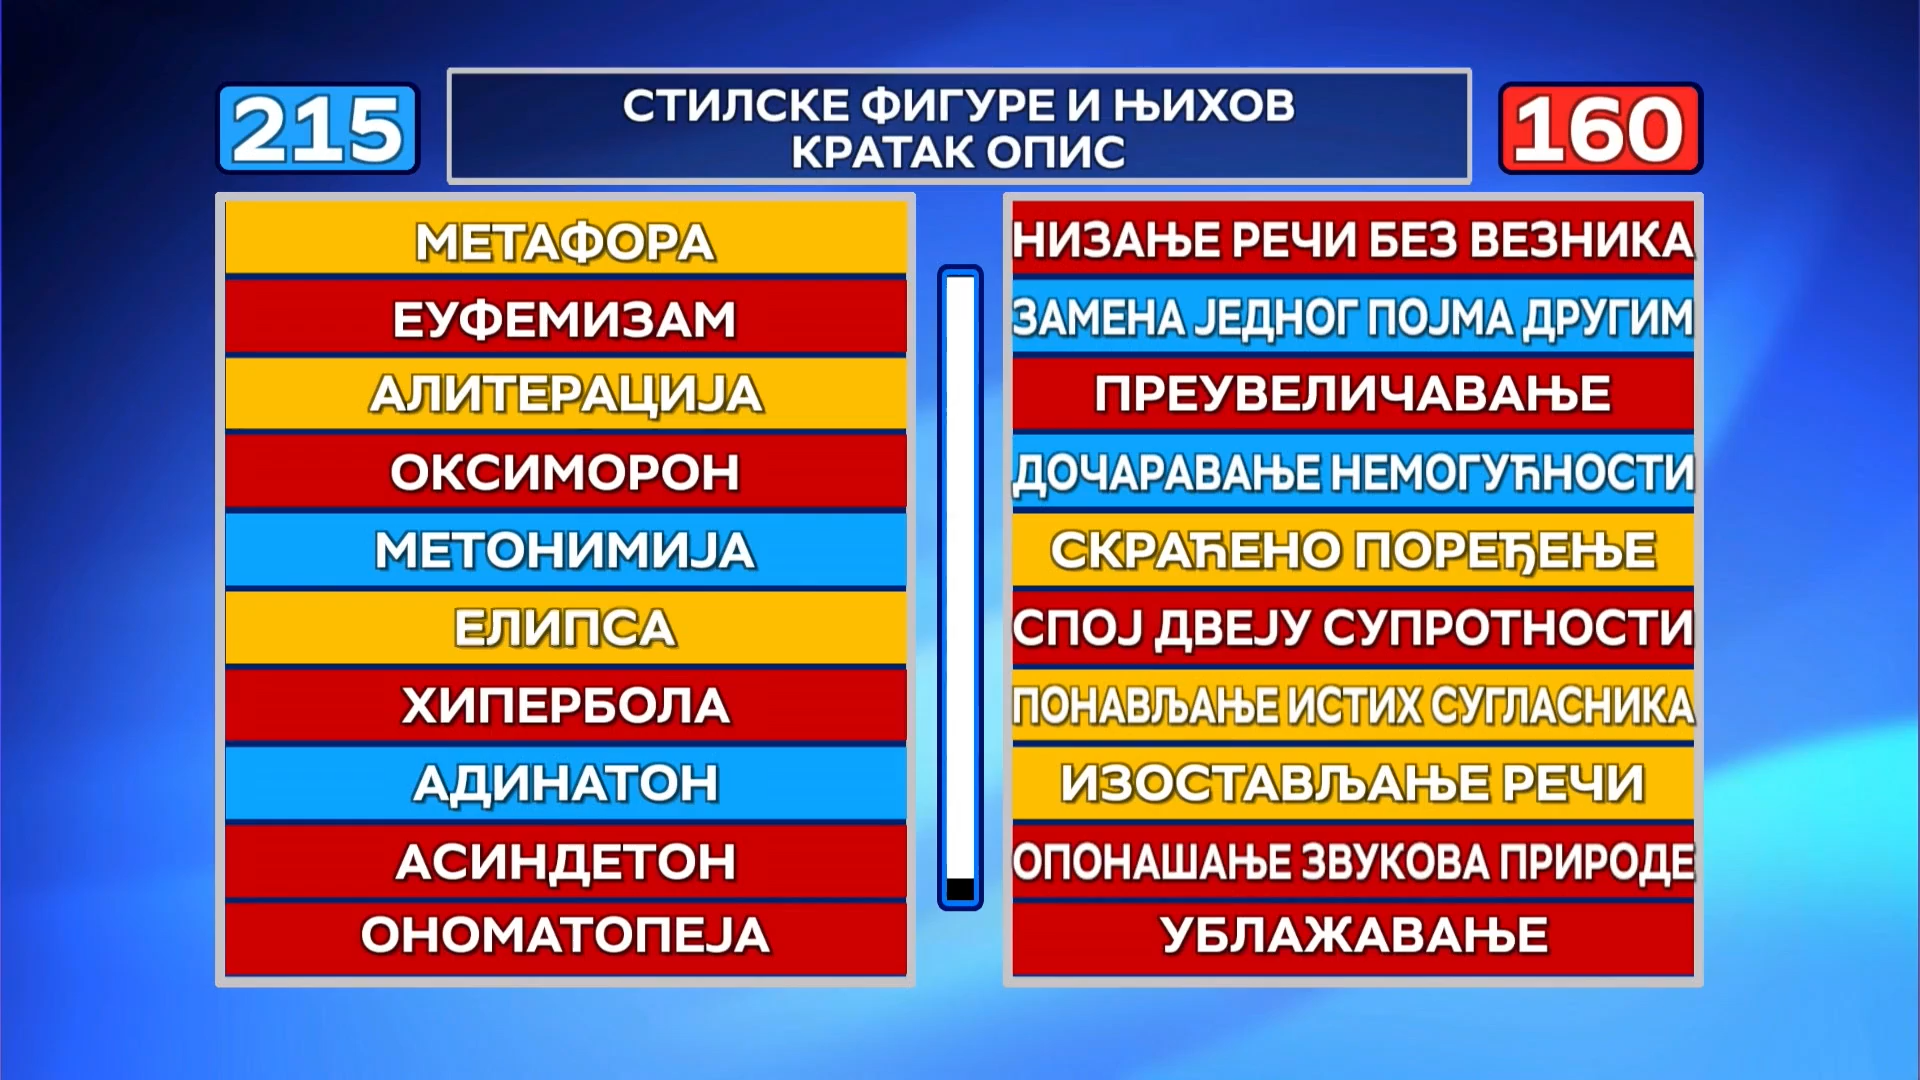 215
СТИЛСКЕ ФИГУРЕ И ЊИХОВ
КРАТАК ОПИС
160
МЕТАФОРА
ЕУФЕМИЗАМ
АЛИТЕРАЦИЈА
ОКСИМОРОН
МЕТОНИМИЈА
ЕЛИПСА
ХИПЕРБОЛА
АДИНАТОН
АСИНДЕТОН
ОНОМАТОПЕЈА
НИЗАЊЕ РЕЧИ БЕЗ ВЕЗНИКА
ЗАМЕНА ЈЕДНОГ ПОЈМА ДРУГИМ
ПРЕУВЕЛИЧАВАЊЕ
ДОЧАРАВАЊЕ НЕМОГУЋНОСТИ
СКРАЋЕНО ПОРЕЂЕЊЕ
СПОЈ ДВЕЈУ СУПРОТНОСТИ
ПОНАВЉАЊЕ ИСТИХ СУГЛАСНИКА
ИЗОСТАВЉАЊЕ РЕЧИ
ОПОНАШАЊЕ ЗВУКОВА ПРИРОДЕ
УБЛАЖАВАЊЕ